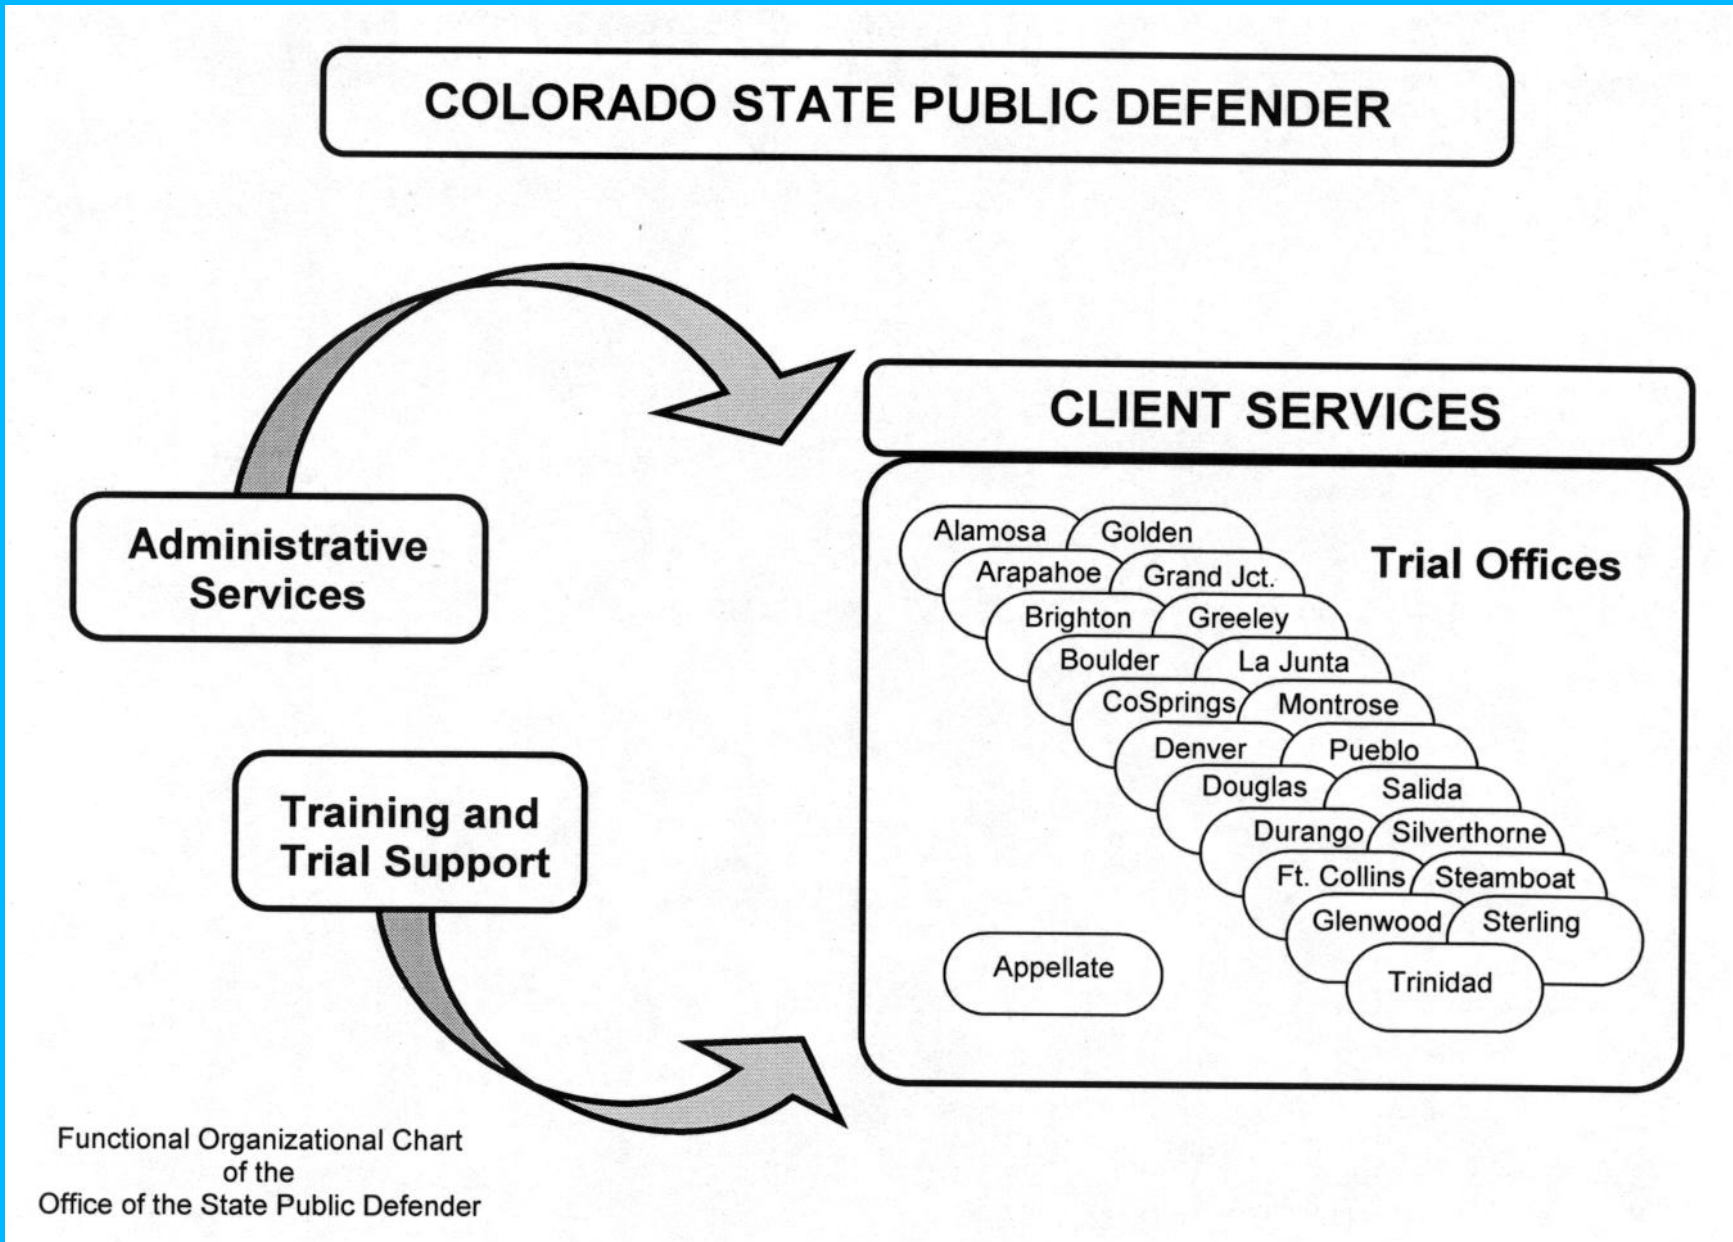 COLORADO STATE PUBLIC DEFENDER
CLIENT SERVICES
Administrative
Services
Training and
Trial Support
Trial Offices
Alamosa
Golden
Arapahoe
Grand Jct.
Brighton
Greeley
Boulder
La Junta
CoSprings
Montrose
Denver
Pueblo
Douglas
Salida
Durango
Silverthorne
Ft. Collins
Steamboat
Glenwood
Sterling
Trinidad
Appellate
Functional Organizational Chart
of the
Office of the State Public Defender